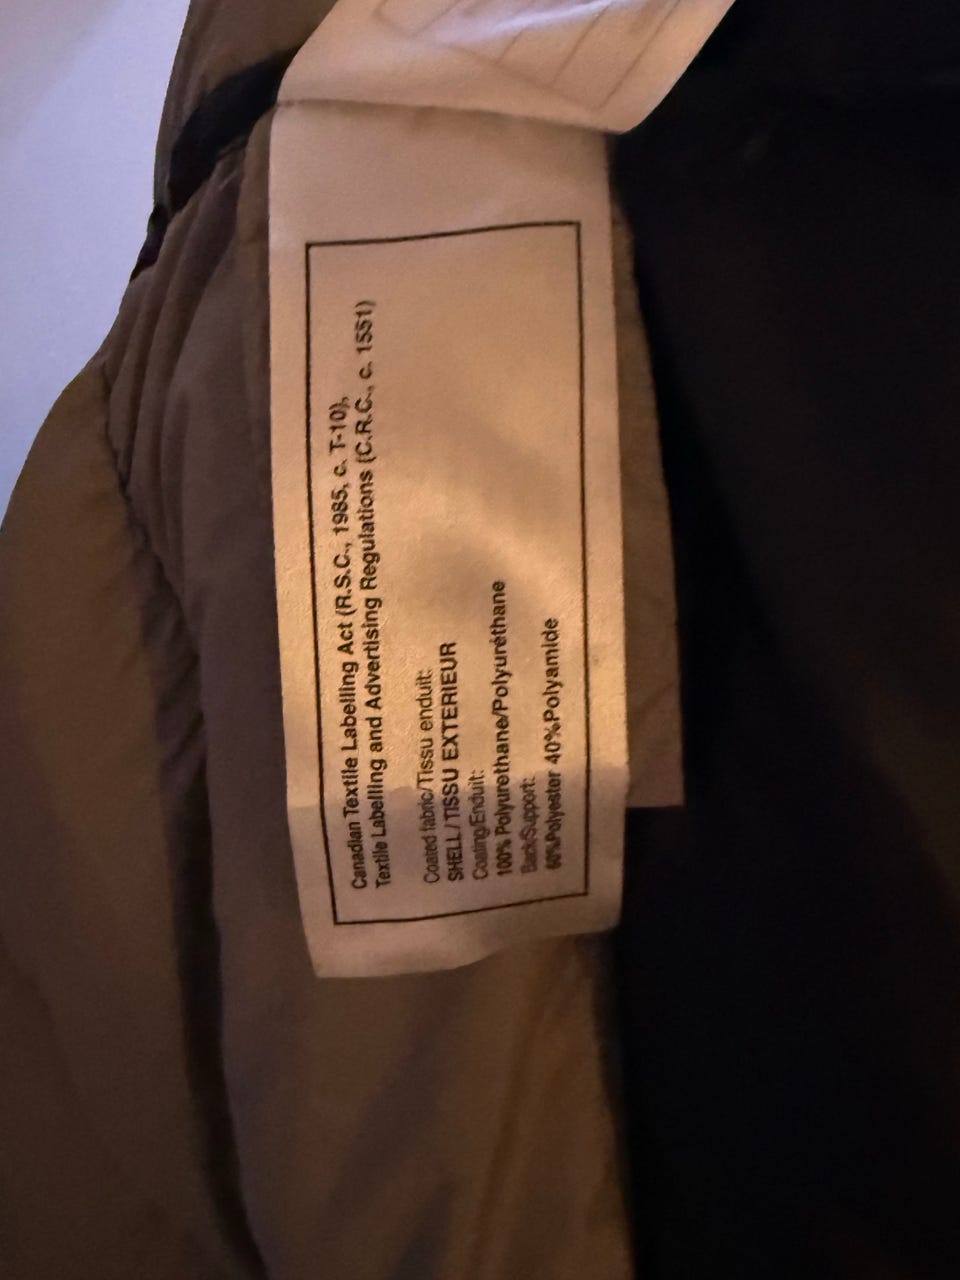 Canadian Textile Labelling Act (R.S.C., 1985, c. T-10),
Textile Labelling and Advertising Regulations (C.R.C., c. 1551)
Coated fabric/Tissu enduit:
SHELL/TISSU EXTERIEUR
Coating/Enduit:
100% Polyurethane/Polyuréthane
Back/Support:
60%Polyester 40%Polyamide